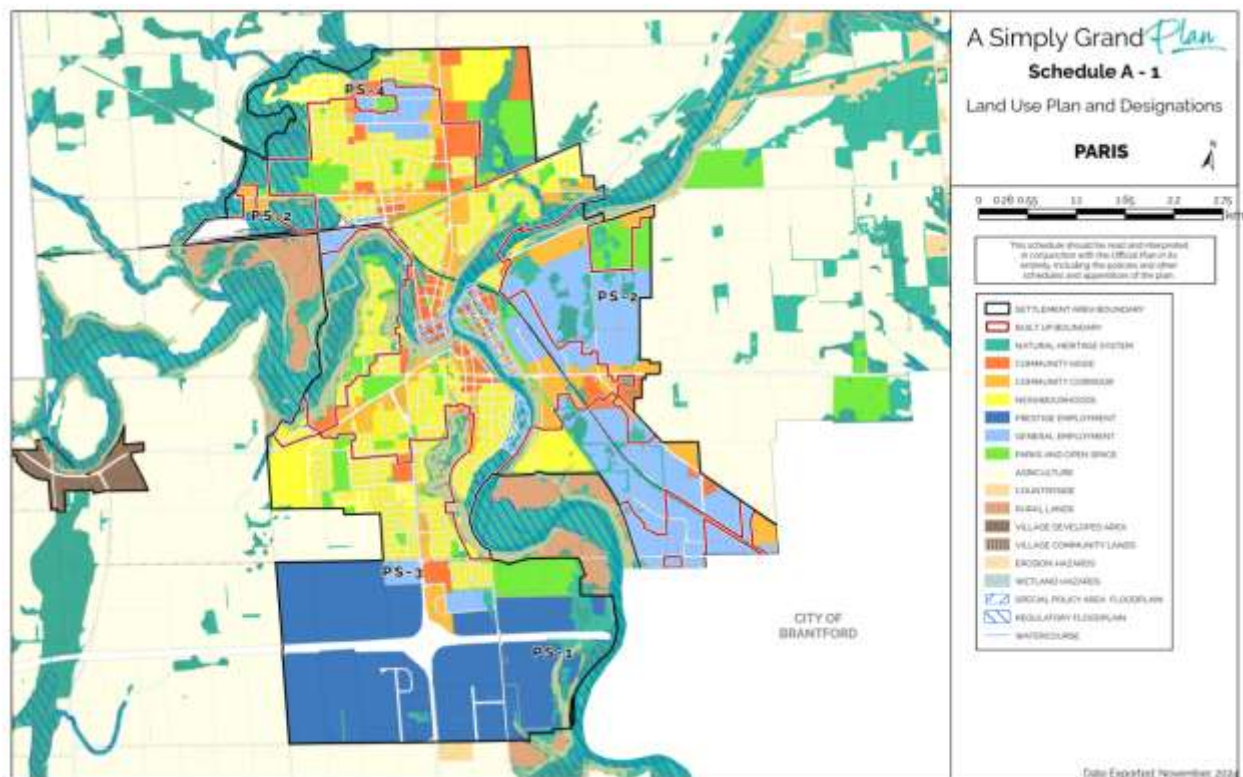 A Simply Grand Plan
Schedule A - 1
Land Use Plan and Designations
PARIS
N
km
This schedule should be read and interpreted
in conjunction with the Official Plan in its
entirety, including the policies and other
schedules and appendices of the plan.
SETTLEMENT AREA BOUNDARY
BUILT UP BOUNDARY
NATURAL HERITAGE SYSTEM
COMMUNITY NODE
COMMUNITY CORRIDOR
NEIGHBOURHOODS
PRESTIGE EMPLOYMENT
GENERAL EMPLOYMENT
PARKS AND OPEN SPACE
AGRICULTURE
COUNTRYSIDE
RURAL LANDS
VILLAGE DEVELOPED AREA
VILLAGE COMMUNITY LANDS
EROSION HAZARDS
WETLAND HAZARDS
SPECIAL POLICY AREA FLOODPLAIN
REGULATORY FLOODPLAIN
WATERCOURSE
PS-4
PS-2
PS-2
PS-3
PS-1
CITY OF
BRANTFORD
Date Exported November